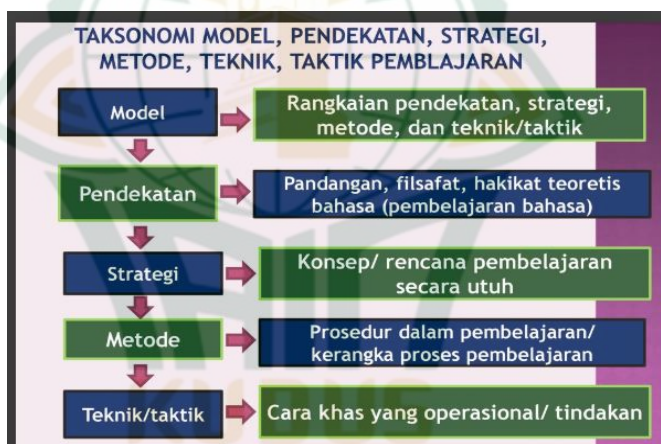 TAKSONOMI MODEL, PENDEKATAN, STRATEGI,
METODE, TEKNIK, TAKTIK PEMBLAJARAN
Model
Rangkaian pendekatan, strategi,
metode, dan teknik/taktik
Pendekatan
Pandangan, filsafat, hakikat teoretis
bahasa (pembelajaran bahasa)
Strategi
Konsep/ rencana pembelajaran
secara utuh
Metode
Prosedur dalam pembelajaran/
kerangka proses pembelajaran
Teknik/taktik
Cara khas yang operasional/ tindakan
KUDUS